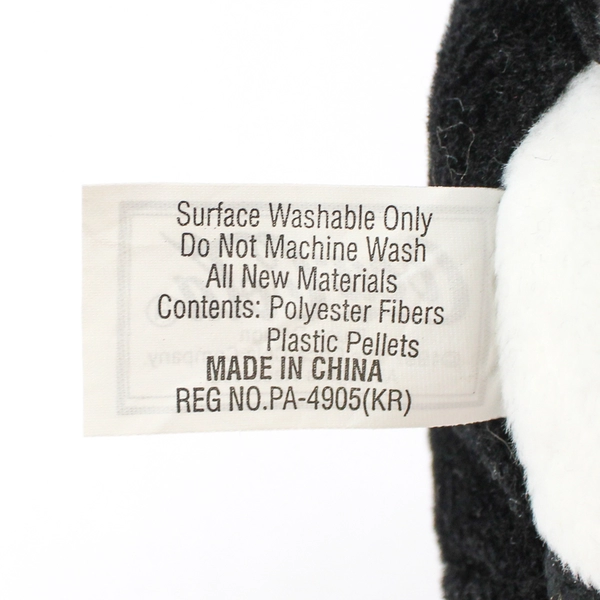 Surface Washable Only
Do Not Machine Wash
All New Materials
Contents: Polyester Fibers
Plastic Pellets
MADE IN CHINA
REG NO.PA-4905(KR)